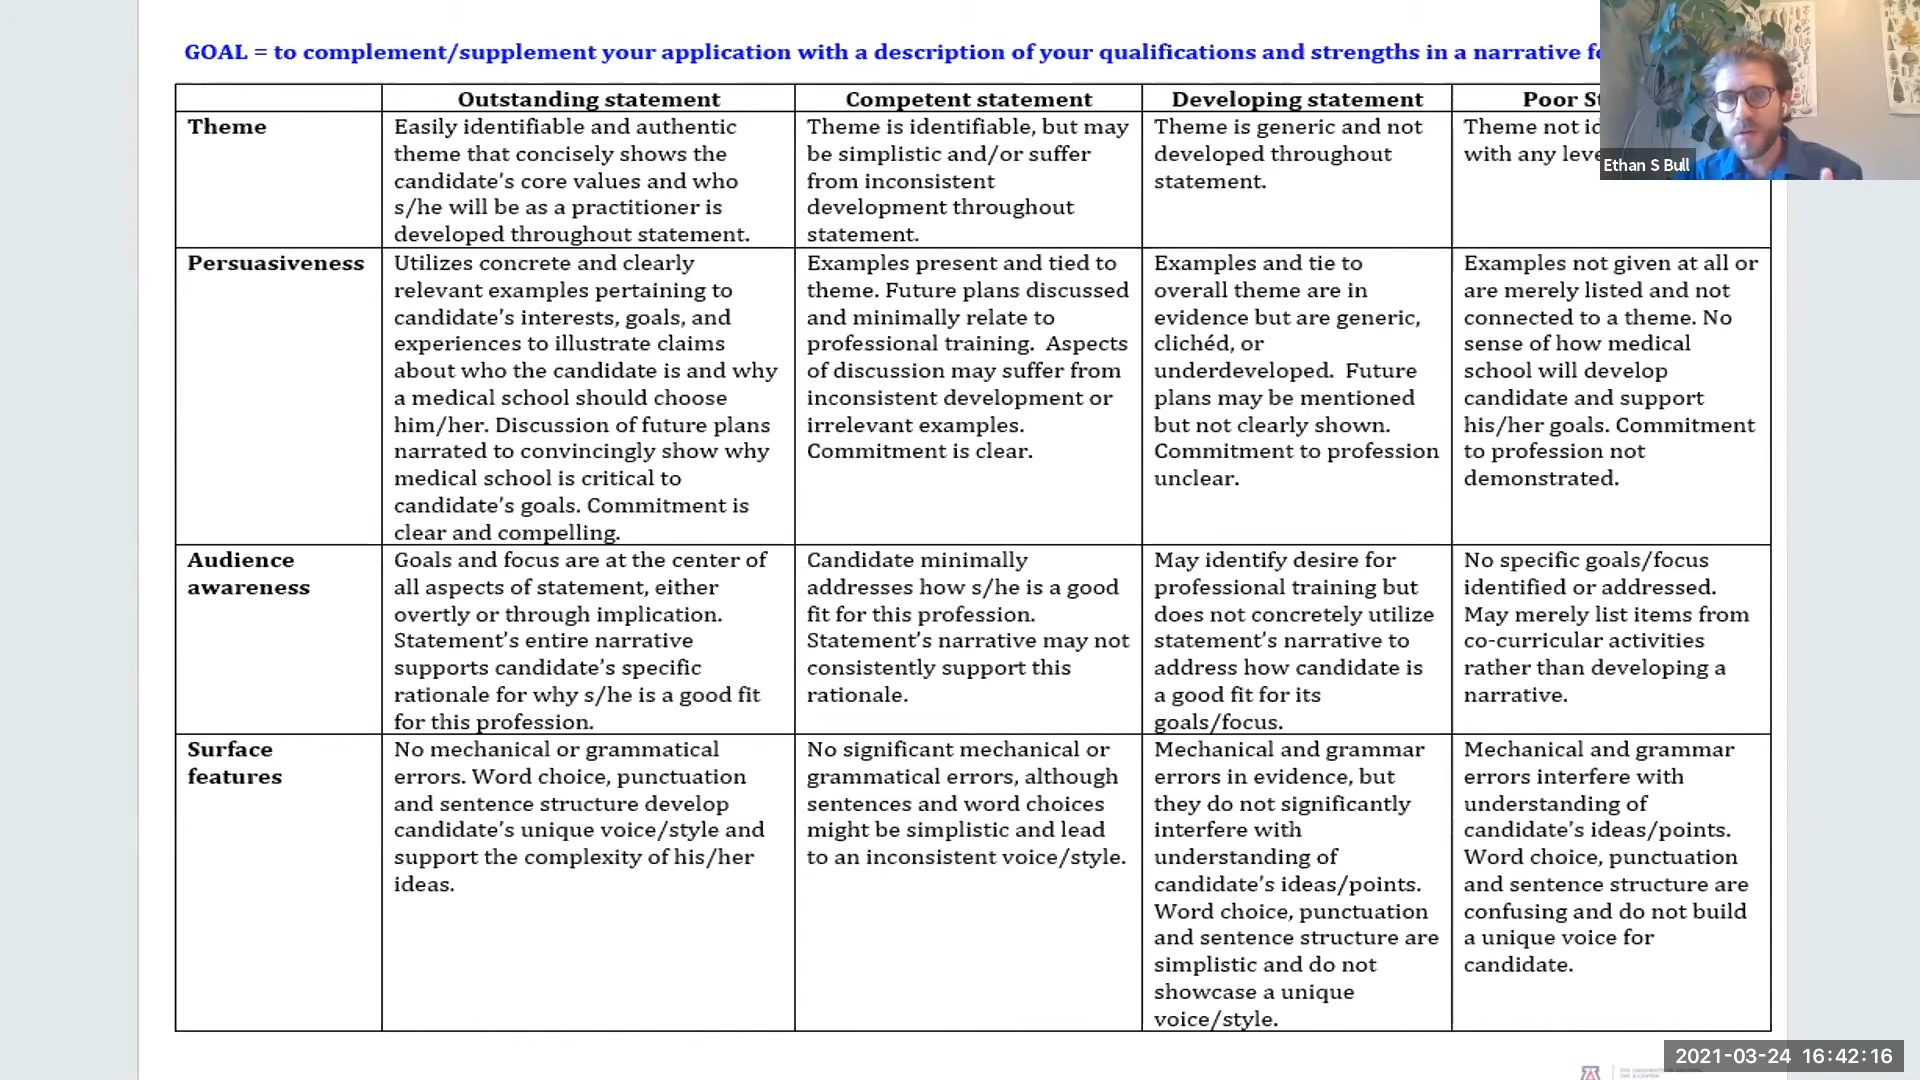 GOAL = to complement/supplement your application with a description of your qualifications and strengths in a narrative
Outstanding statement
Competent statement
Developing statement
Poor
Theme
Easily identifiable and authentic
theme that concisely shows the
candidate's core values and who
s/he will be as a practitioner is
developed throughout statement.
Theme is identifiable, but may
be simplistic and/or suffer
from inconsistent
development throughout
statement.
Theme is generic and not
developed throughout
statement.
Theme not
with any
Persuasiveness
Utilizes concrete and clearly
relevant examples pertaining to
candidate's interests, goals, and
experiences to illustrate claims
about who the candidate is and why
a medical school should choose
him/her. Discussion of future plans
narrated to convincingly show why
medical school is critical to
candidate's goals. Commitment is
clear and compelling.
Examples present and tied to
theme. Future plans discussed
and minimally relate to
professional training. Aspects
of discussion may suffer from
inconsistent development or
irrelevant examples.
Commitment is clear.
Examples and tie to
overall theme are in
evidence but are generic,
clichéd, or
underdeveloped. Future
plans may be mentioned
but not clearly shown.
Commitment to profession
unclear.
Examples not given at all or
are merely listed and not
connected to a theme. No
sense of how medical
school will develop
candidate and support
his/her goals. Commitment
to profession not
demonstrated.
Audience
awareness
Goals and focus are at the center of
all aspects of statement, either
overtly or through implication.
Statement's entire narrative
supports candidate's specific
rationale for why s/he is a good fit
for this profession.
Candidate minimally
addresses how s/he is a good
fit for this profession.
Statement's narrative may not
consistently support this
rationale.
May identify desire for
professional training but
does not concretely utilize
statement's narrative to
address how candidate is
a good fit for its
goals/focus.
No specific goals/focus
identified or addressed.
May merely list items from
co-curricular activities
rather than developing a
narrative.
Surface
features
No mechanical or grammatical
errors. Word choice, punctuation
and sentence structure develop
candidate's unique voice/style and
support the complexity of his/her
ideas.
No significant mechanical or
grammatical errors, although
sentences and word choices
might be simplistic and lead
to an inconsistent voice/style.
Mechanical and grammar
errors in evidence, but
they do not significantly
interfere with
understanding of
candidate's ideas/points.
Word choice, punctuation
and sentence structure are
simplistic and do not
showcase a unique
voice/style.
Mechanical and grammar
errors interfere with
understanding of
candidate's ideas/points.
Word choice, punctuation
and sentence structure are
confusing and do not build
a unique voice for
candidate.
Ethan S Bull
2021-03-24 16:42:16